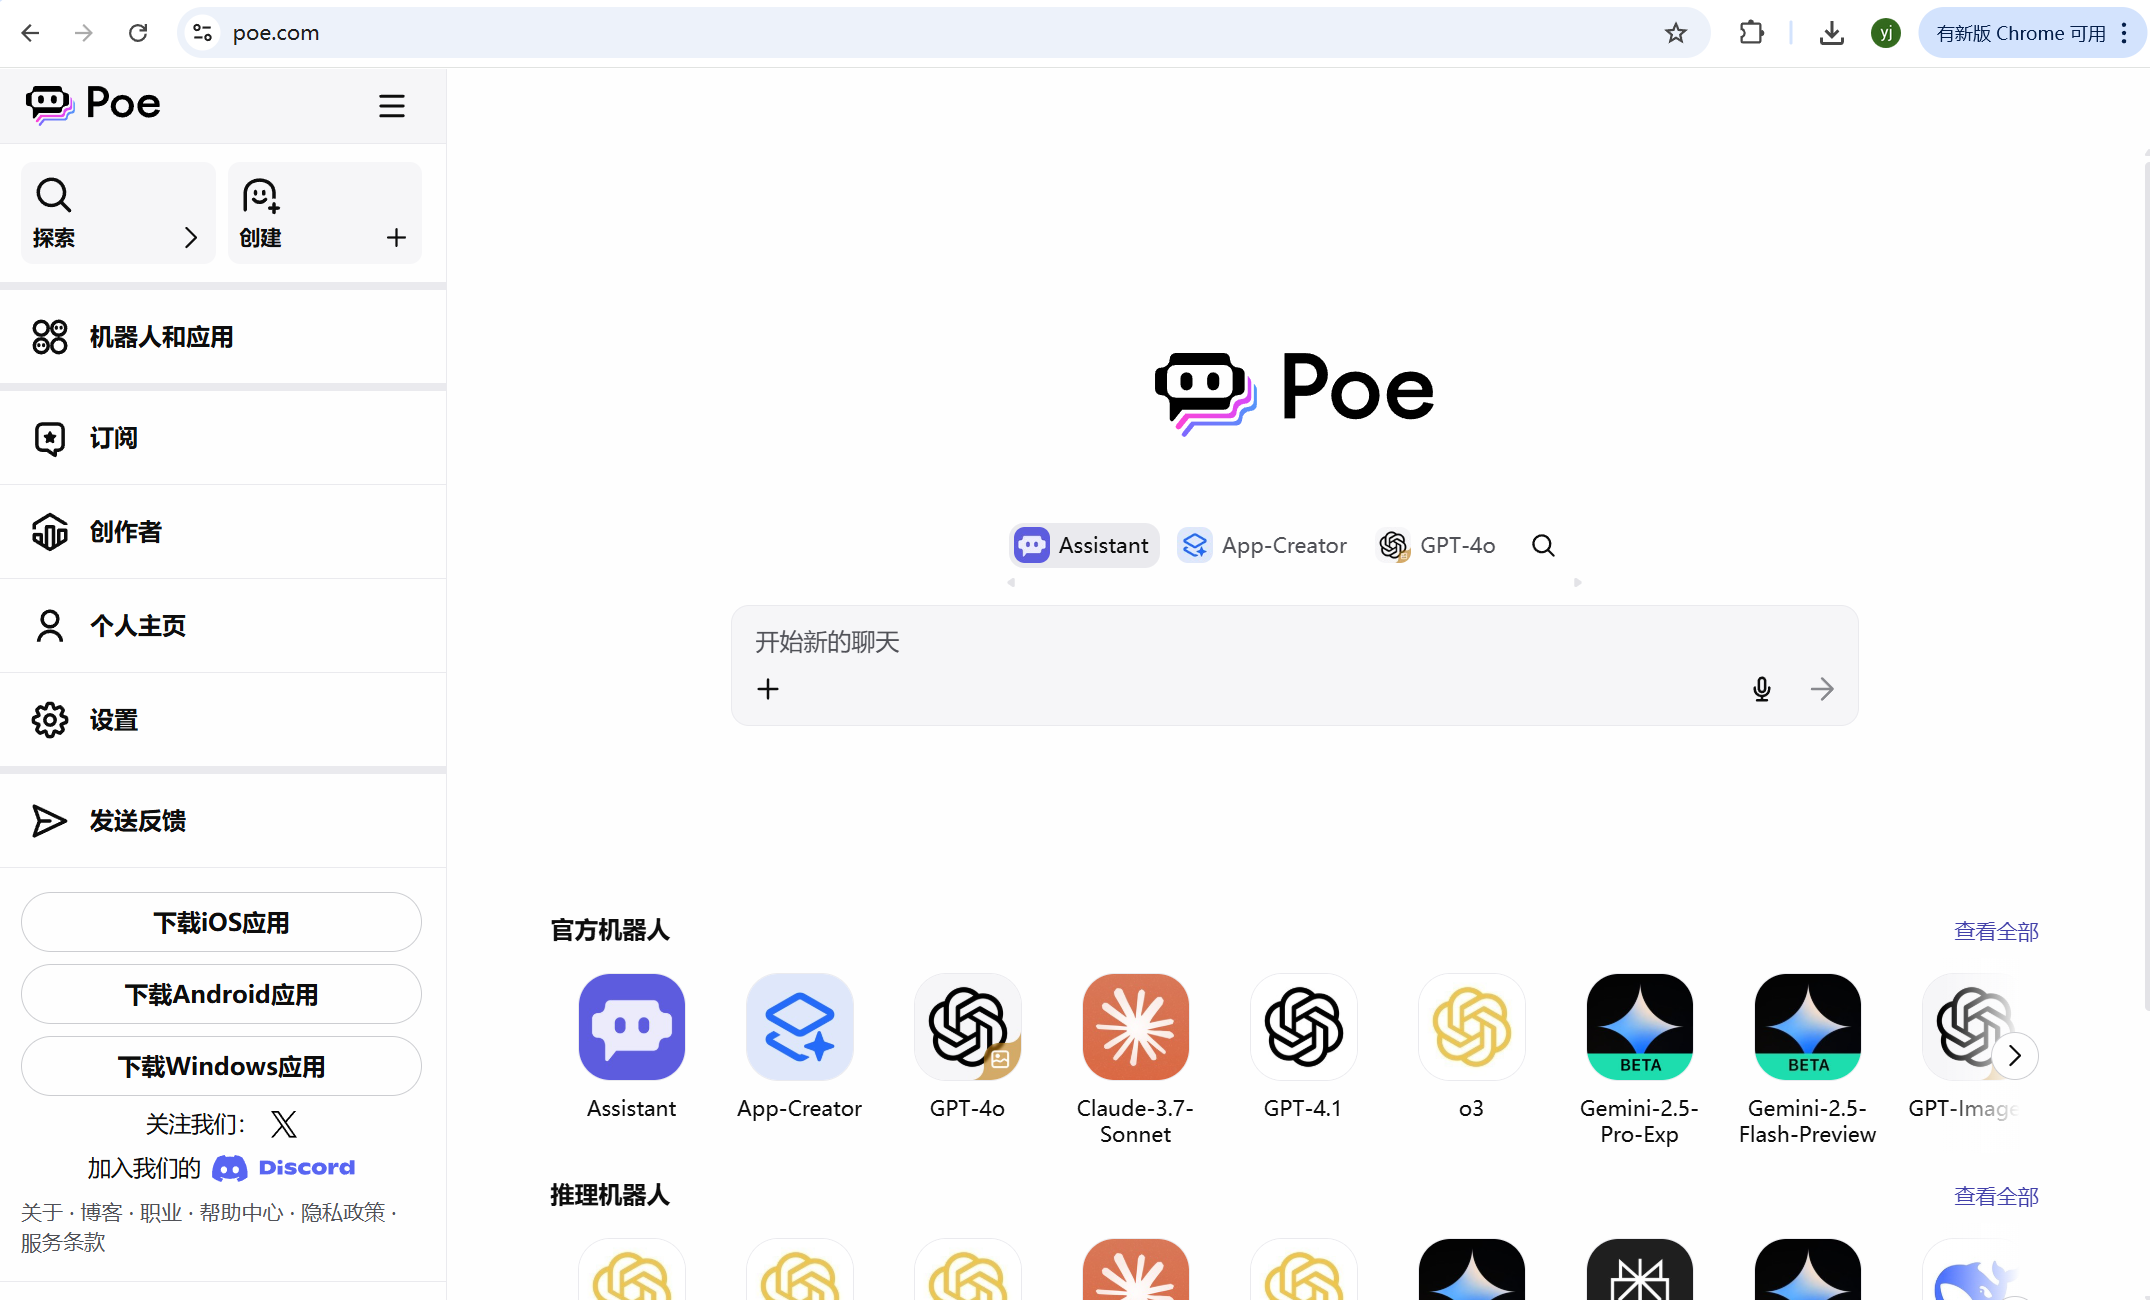 poe.com
yj
有新版 Chrome 可用
Poe
探索
创建
机器人和应用
订阅
创作者
个人主页
设置
发送反馈
下载iOS应用
下载Android应用
下载Windows应用
关注我们：
加入我们的 Discord
关于 · 博客 · 职业 · 帮助中心 · 隐私政策 ·
服务条款
Poe
Assistant
App-Creator
GPT-4o
开始新的聊天
官方机器人
查看全部
BETA
BETA
Assistant
App-Creator
GPT-4o
Claude-3.7-
Sonnet
GPT-4.1
o3
Gemini-2.5-
Pro-Exp
Gemini-2.5-
Flash-Preview
GPT-Image
推理机器人
查看全部